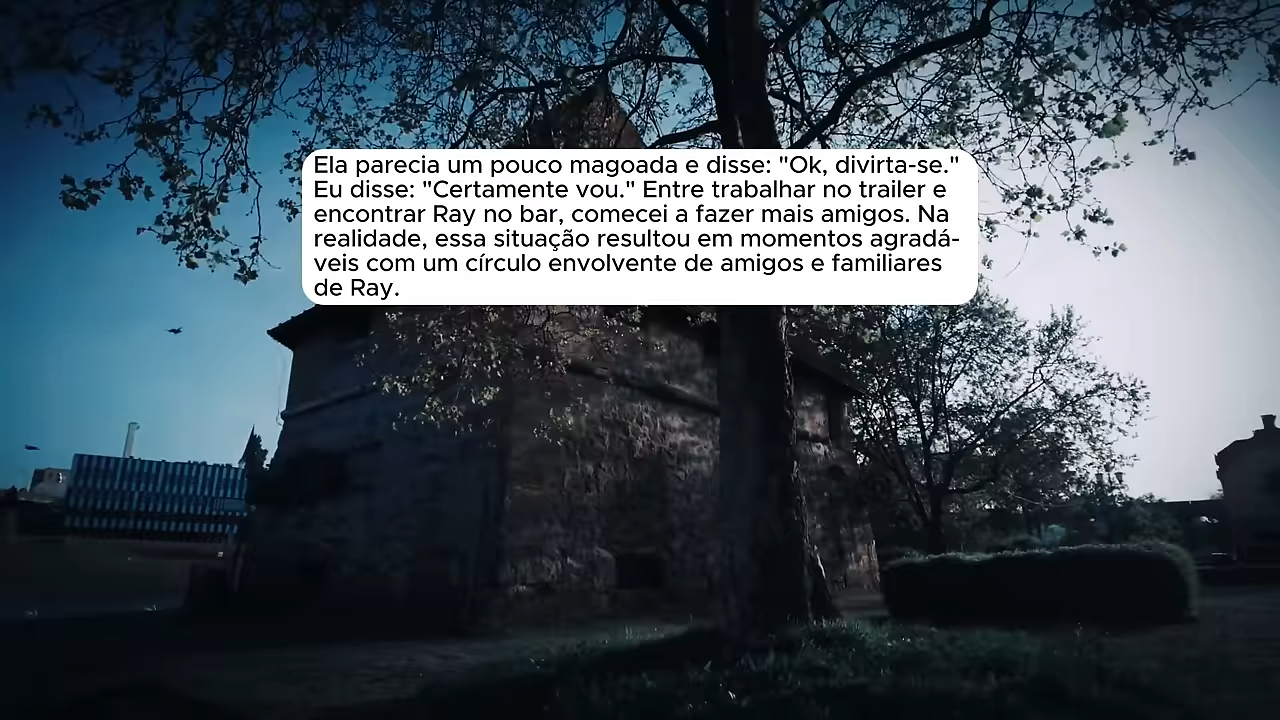 Ela parecia um pouco magoada e disse: "Ok, divirta-se."
Eu disse: "Certamente vou." Entre trabalhar no trailer e
encontrar Ray no bar, comecei a fazer mais amigos. Na
realidade, essa situação resultou em momentos agradá-
veis com um círculo envolvente de amigos e familiares
de Ray.